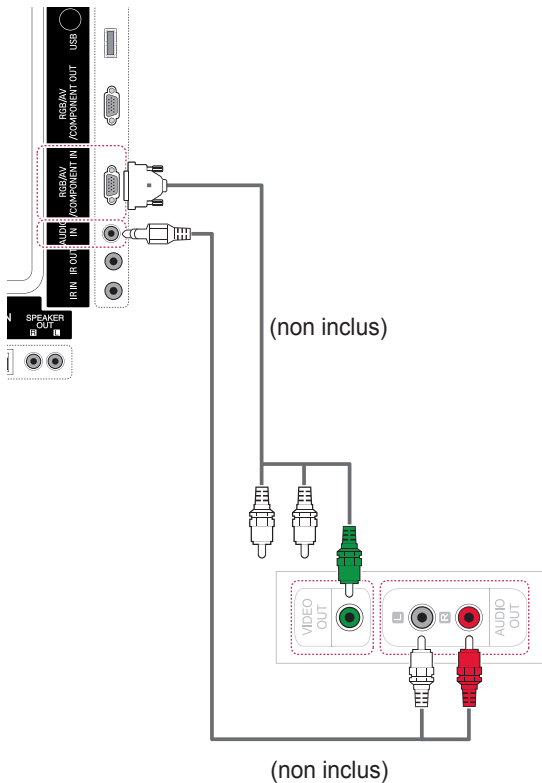 USB
RGB/AV
/COMPONENT OUT
RGB/AV
/COMPONENT IN
AUDIO
IN
IR OUT
IR IN
N
SPEAKER
OUT
R L
(non inclus)
VIDEO
OUT
L
R
AUDIO
OUT
(non inclus)